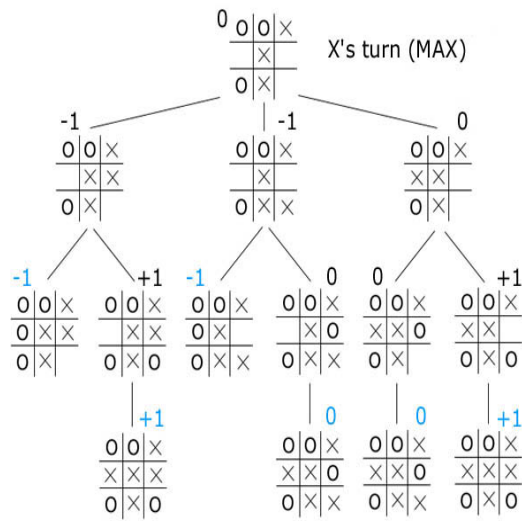 0 O O X
X's turn (MAX)
X
O X
-1 -1 0
O O X O O X O O X
X X X X X
O X O X X O X
-1 +1 -1 0 0 +1
O O X O O X O O X O O X O O X O O X
O X X X X O X X O X X O X X
O X O X O O X X O X X O X O X O
+1 0 0 +1
O O X O O X O O X O O X
X X X X X O X X O X X X
O X O O X X O X X O X O